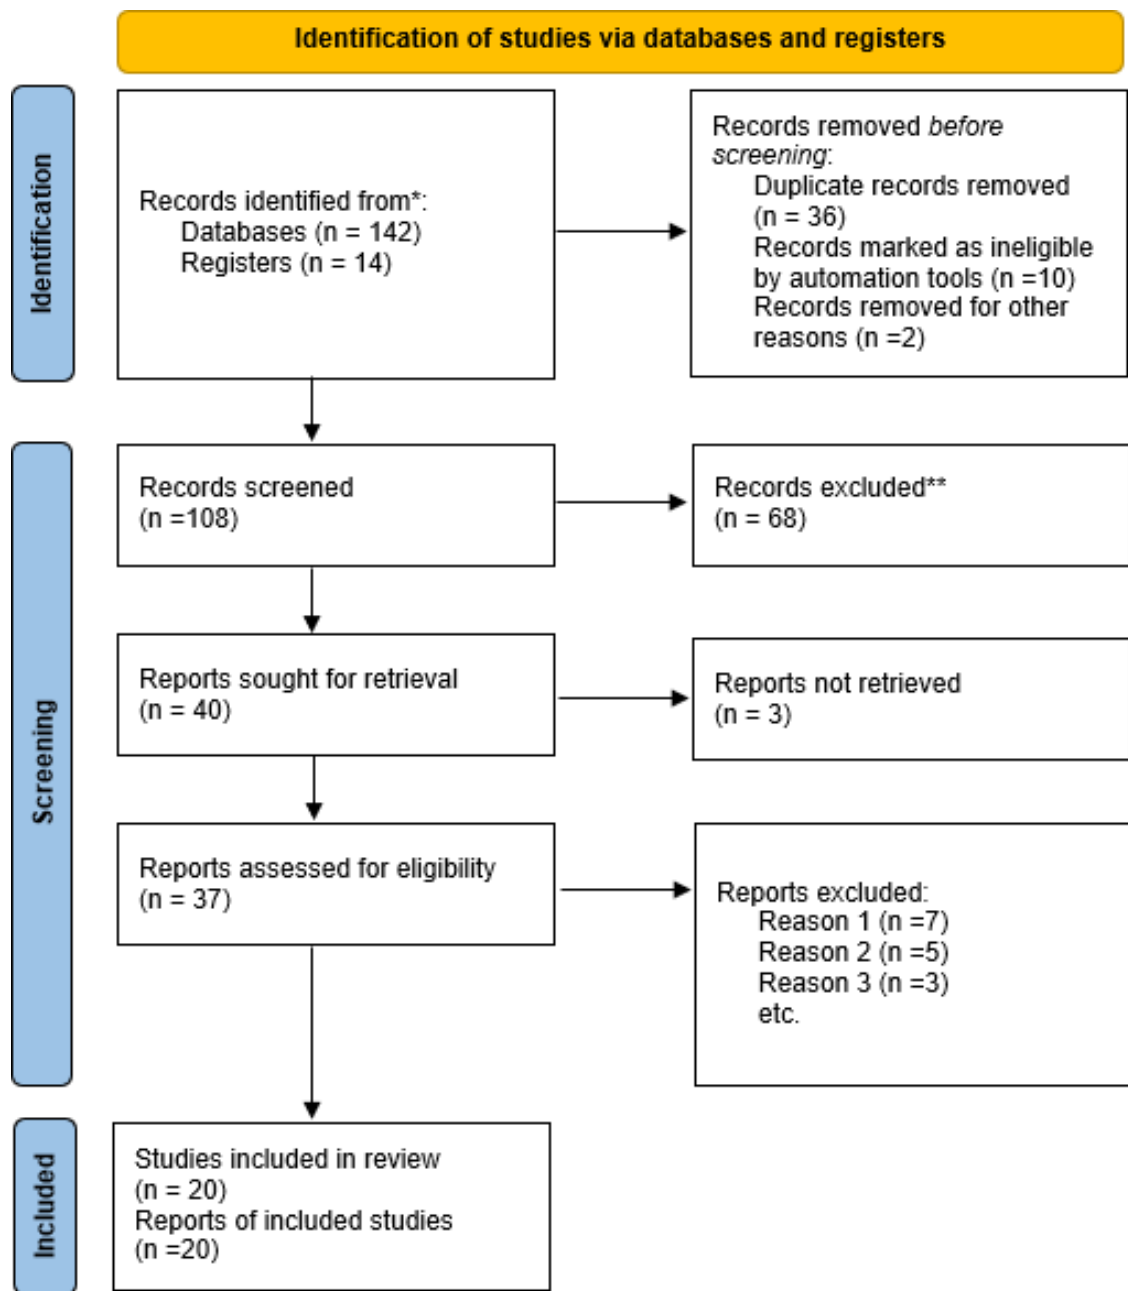 Identification of studies via databases and registers
Identification
Records identified from*:
Databases (n = 142)
Registers (n = 14)
Records removed before
screening:
Duplicate records removed
(n = 36)
Records marked as ineligible
by automation tools (n =10)
Records removed for other
reasons (n =2)
Screening
Records screened
(n =108)
Records excluded**
(n = 68)
Reports sought for retrieval
(n = 40)
Reports not retrieved
(n = 3)
Reports assessed for eligibility
(n = 37)
Reports excluded:
Reason 1 (n =7)
Reason 2 (n =5)
Reason 3 (n =3)
etc.
Included
Studies included in review
(n = 20)
Reports of included studies
(n =20)